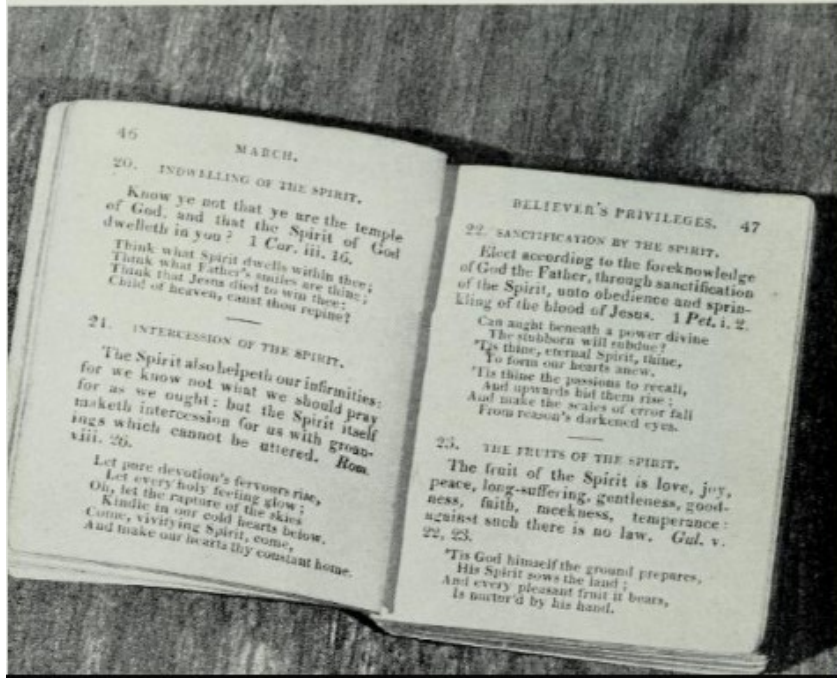 46
MARCH.
20. INDWELLING OF THE SPIRIT.
Know ye not that ye are the temple
of God, and that the Spirit of God
dwelleth in you? 1 Cor. iii. 16.
Think what Spirit dwells within thee;
Think what Father's smiles are thine;
Think that Jesus died to win thee;
Child of heaven, canst thou repine?
21. INTERCESSION OF THE SPIRIT.
The Spirit also helpeth our infirmities:
for we know not what we should pray
for as we ought: but the Spirit itself
maketh intercession for us with groan-
ings which cannot be uttered. Rom.
viii. 26.
Let pure devotion's fervours rise,
Let every holy feeling glow;
Oh, let the rapture of the skies
Kindle in our cold hearts below.
Come, vivifying Spirit, come,
And make our hearts thy constant home.
BELIEVER'S PRIVILEGES. 47
22. SANCTIFICATION BY THE SPIRIT.
Elect according to the foreknowledge
of God the Father, through sanctification
of the Spirit, unto obedience and sprin-
kling of the blood of Jesus. 1 Pet. i. 2.
Can aught beneath a power divine
The stubborn will subdue?
'Tis thine, eternal Spirit, thine,
To form our hearts anew.
'Tis thine the passions to recall,
And upwards bid them rise;
And make the scales of error fall
From reason's darkened eyes.
23. THE FRUITS OF THE SPIRIT.
The fruit of the Spirit is love, joy,
peace, long-suffering, gentleness, good-
ness, faith, meekness, temperance:
against such there is no law. Gal. v.
22, 23.
'Tis God himself the ground prepares,
His Spirit sows the land;
And every pleasant fruit it bears,
Is nurtur'd by his hand.